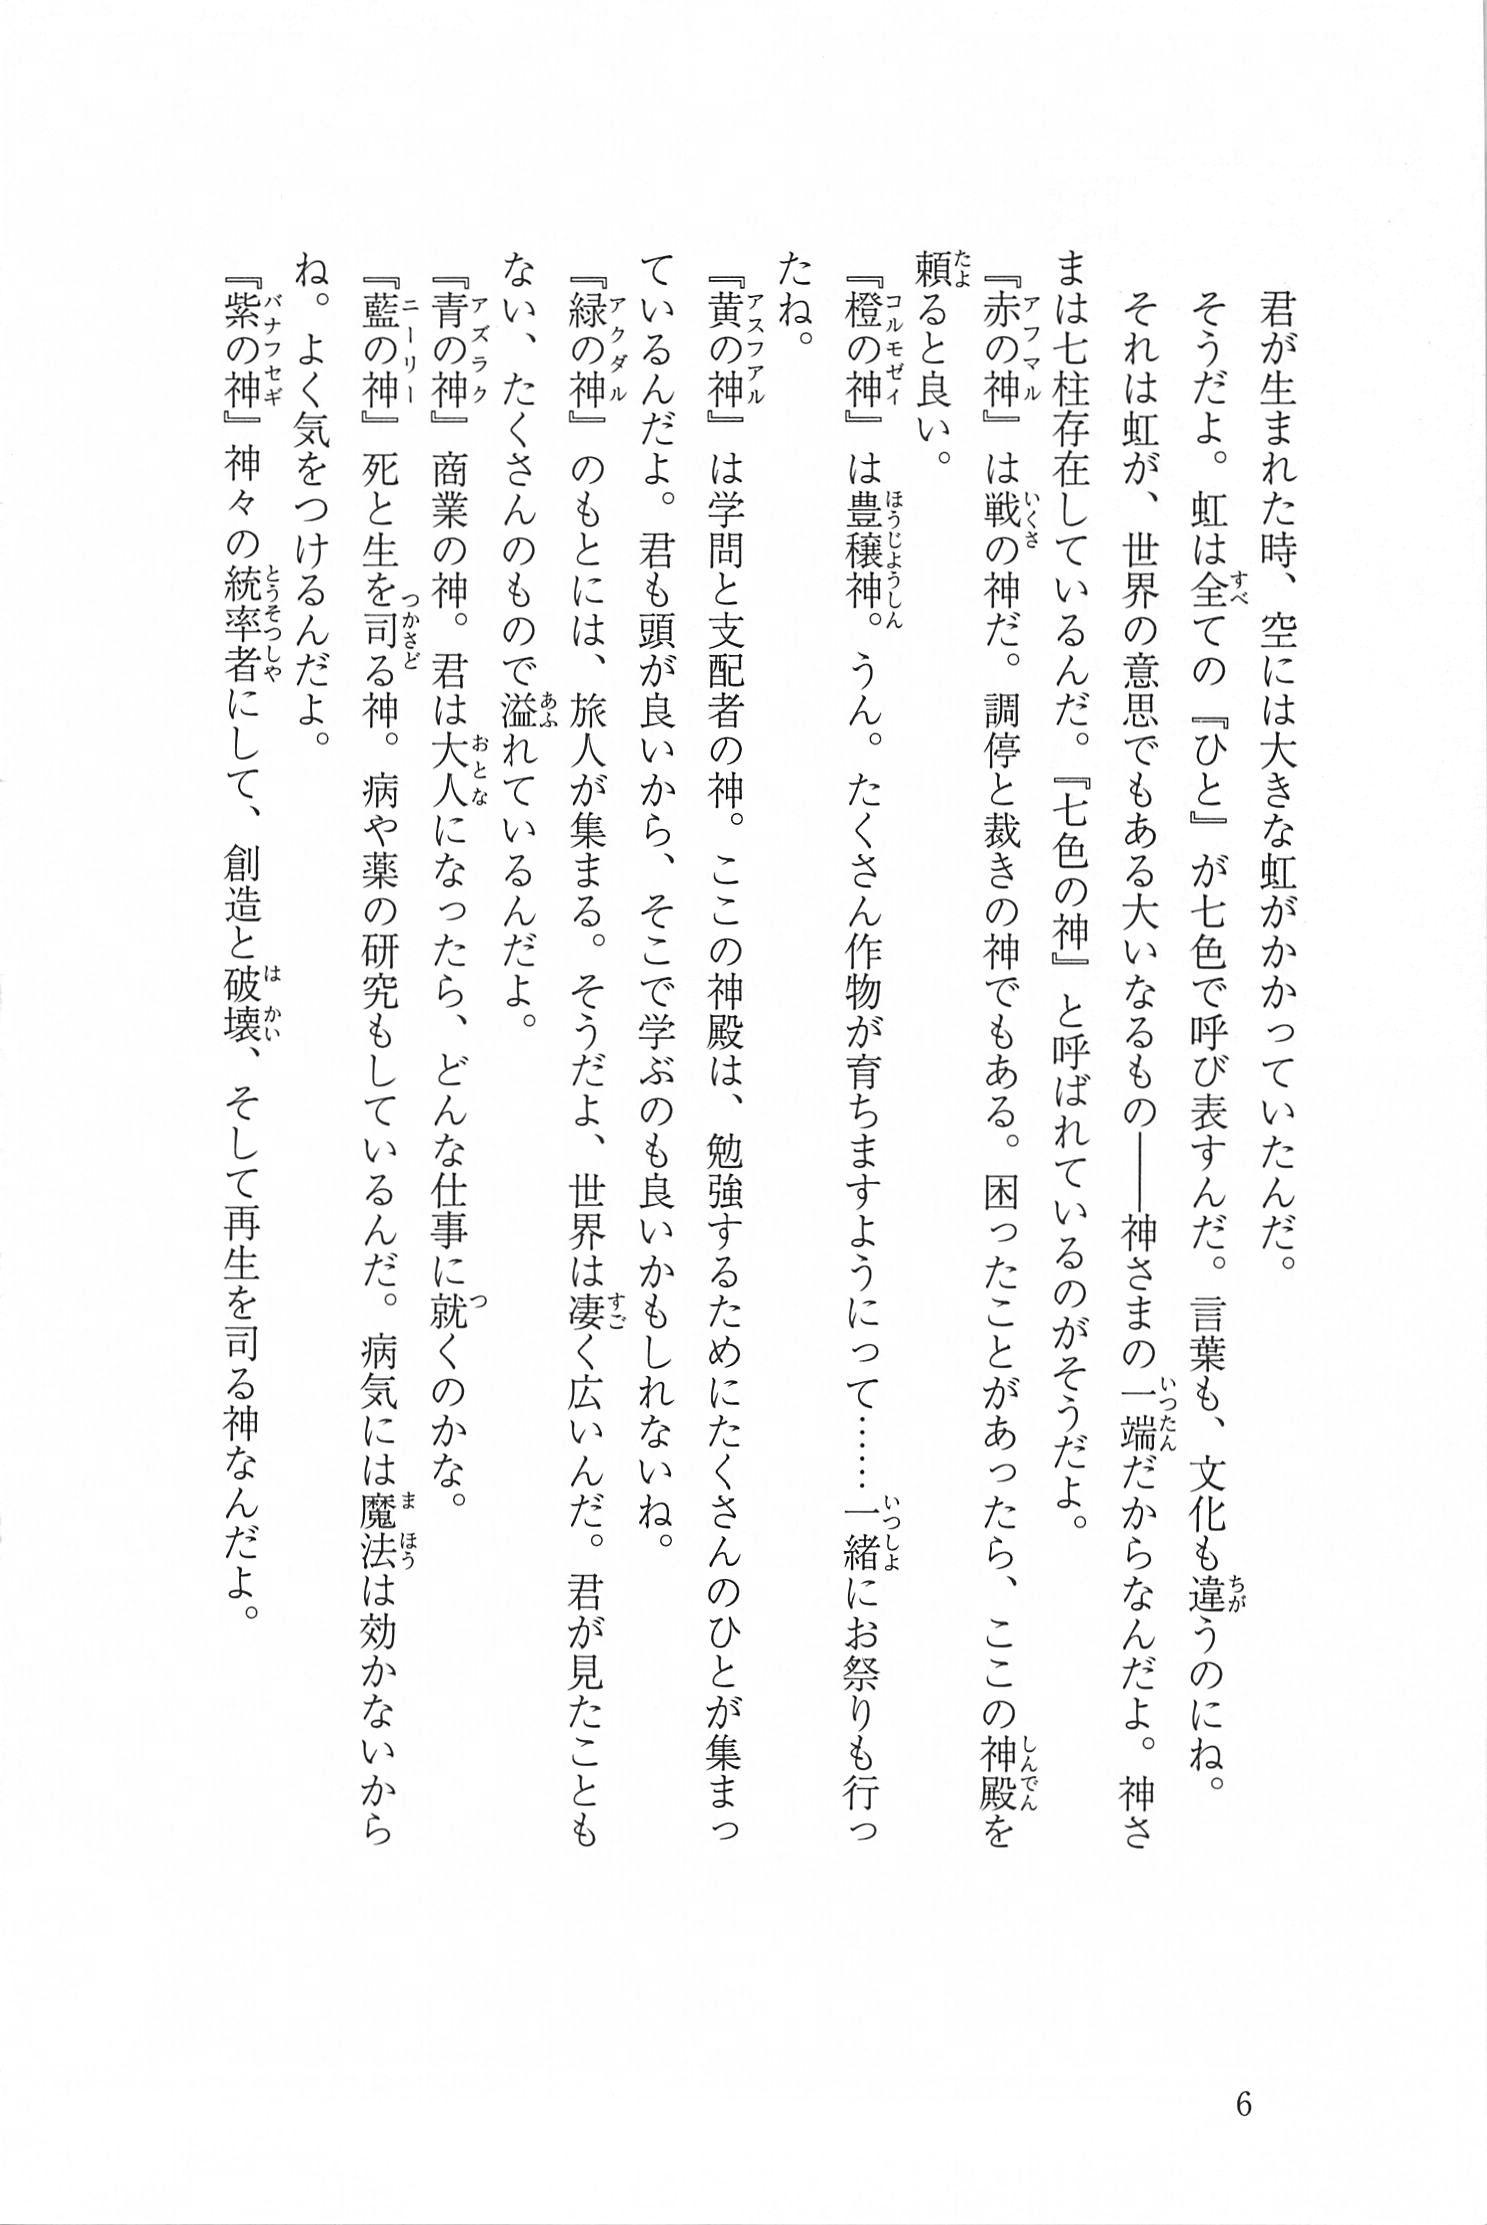 君が生まれた時、空には大きな虹がかかっていたんだ。
そうだよ。虹は全ての『ひと』が七色で呼び表すんだ。言葉も、文化も違うのにね。
それは虹が、世界の意思でもある大いなるもの――神さまの一端だからなんだよ。神さ
まは七柱存在しているんだ。『七色の神』と呼ばれているのがそうだよ。
『赤の神』は戦の神だ。調停と裁きの神でもある。困ったことがあったら、ここの神殿を
頼ると良い。
『橙の神』は豊穣神。うん。たくさん作物が育ちますようにって……一緒にお祭りも行っ
たね。
『黄の神』は学問と支配者の神。ここの神殿は、勉強するためにたくさんのひとが集まっ
ているんだよ。君も頭が良いから、そこで学ぶのも良いかもしれないね。
『緑の神』のもとには、旅人が集まる。そうだよ、世界は凄く広いんだ。君が見たことも
ない、たくさんのもので溢れているんだよ。
『青の神』商業の神。君は大人になったら、どんな仕事に就くのかな。
『藍の神』死と生を司る神。病や薬の研究もしているんだ。病気には魔法は効かないから
ね。よく気をつけるんだよ。
『紫の神』神々の統率者にして、創造と破壊、そして再生を司る神なんだよ。
6